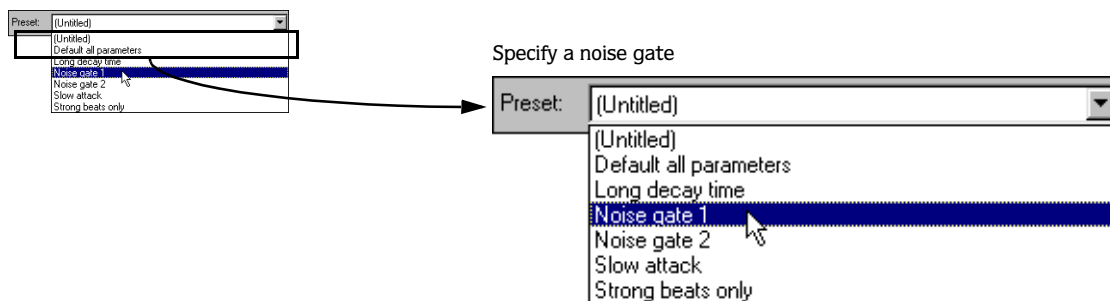 Preset: (Untitled)
(Untitled)
Default all parameters
Long decay time
Noise gate 1
Noise gate 2
Slow attack
Strong beats only
Specify a noise gate
Preset: (Untitled)
(Untitled)
Default all parameters
Long decay time
Noise gate 1
Noise gate 2
Slow attack
Strong beats only